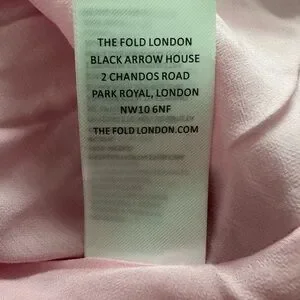 THE FOLD LONDON
BLACK ARROW HOUSE
2 CHANDOS ROAD
PARK ROYAL, LONDON
NW10 6NF
THE FOLD LONDON.COM